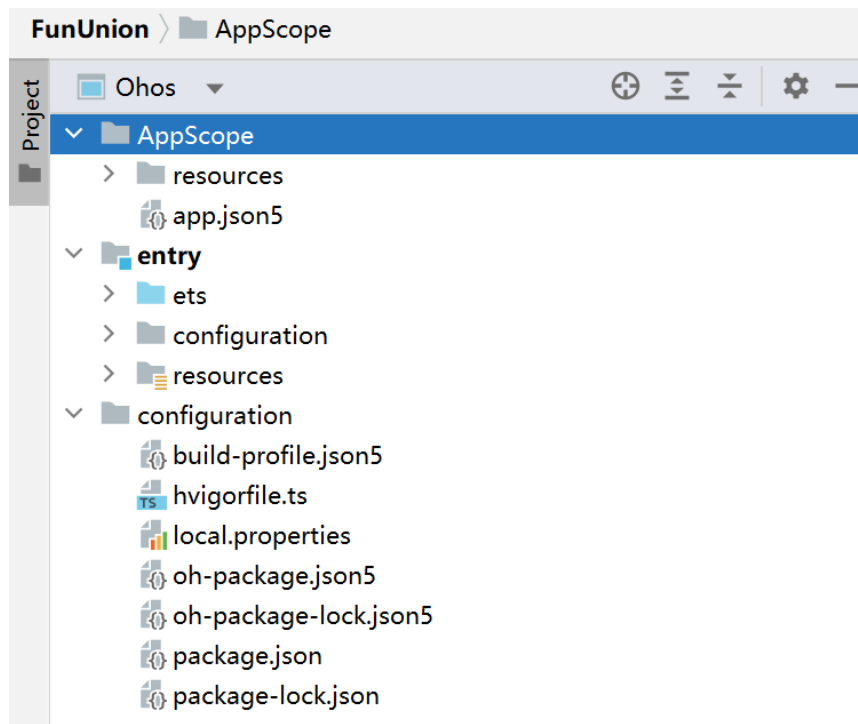 FunUnion AppScope
Project
Ohos
AppScope
resources
app.json5
entry
ets
configuration
resources
configuration
build-profile.json5
TS hvigorfile.ts
local.properties
oh-package.json5
oh-package-lock.json5
package.json
package-lock.json